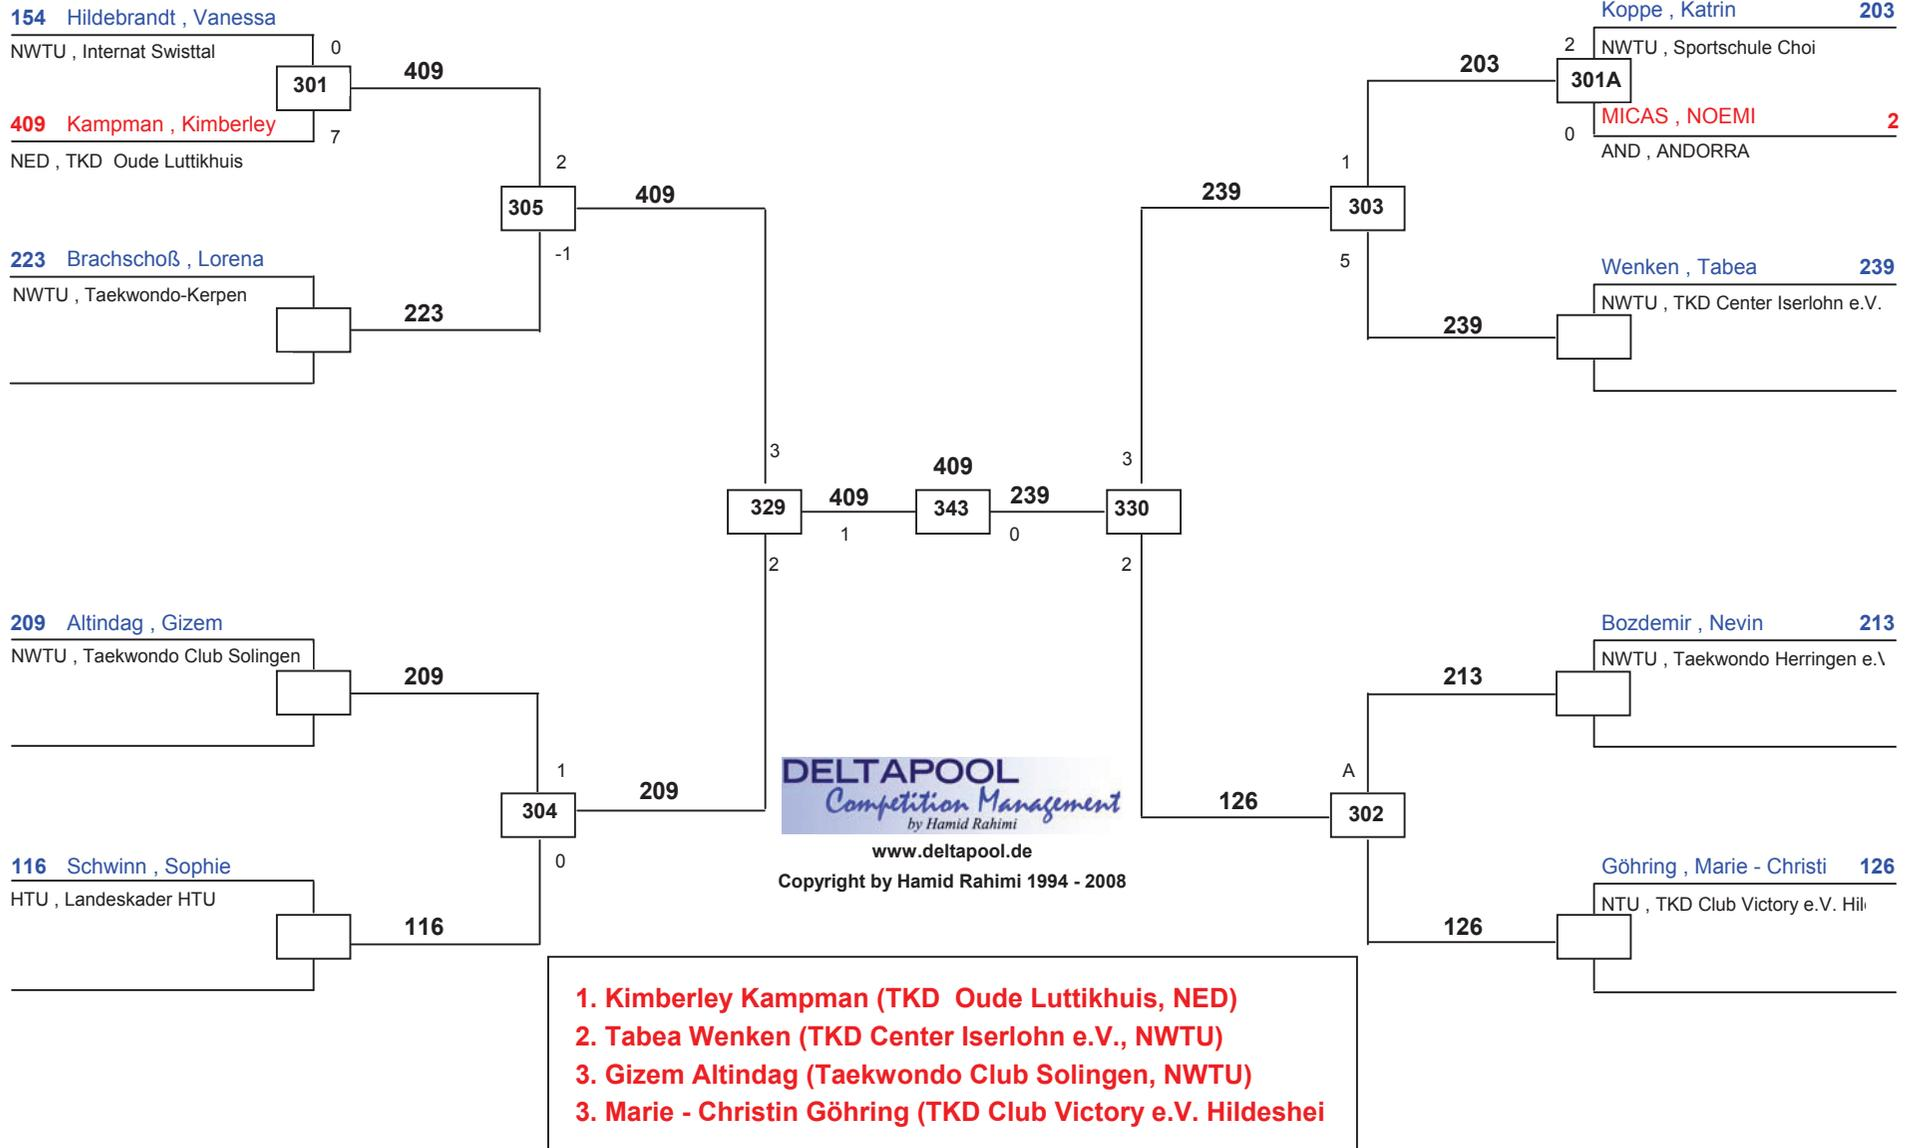 154 Hildebrandt , Vanessa
NWTU , Internat Swisttal
0
301
409
409 Kampman , Kimberley
7
NED , TKD Oude Luttikhuis
2
305
409
-1
223 Brachschoß , Lorena
NWTU , Taekwondo-Kerpen
223
209 Altindag , Gizem
NWTU , Taekwondo Club Solingen
209
1
304
209
0
116 Schwinn , Sophie
HTU , Landeskader HTU
116
3
329
2
409
1
409
343
239
0
3
330
2
Koppe , Katrin 203
NWTU , Sportschule Choi
2
301A
203
MICAS , NOEMI 2
0
AND , ANDORRA
1
303
239
5
Wenken , Tabea 239
NWTU , TKD Center Iserlohn e.V.
239
Bozdemir , Nevin 213
NWTU , Taekwondo Herringen e.
213
A
302
126
Göhring , Marie - Christi 126
NTU , TKD Club Victory e.V. Hil
126
DELTAPOOL
Competition Management
by Hamid Rahimi
www.deltapool.de
Copyright by Hamid Rahimi 1994 - 2008
1. Kimberley Kampman (TKD Oude Luttikhuis, NED)
2. Tabea Wenken (TKD Center Iserlohn e.V., NWTU)
3. Gizem Altindag (Taekwondo Club Solingen, NWTU)
3. Marie - Christin Göhring (TKD Club Victory e.V. Hildeshei